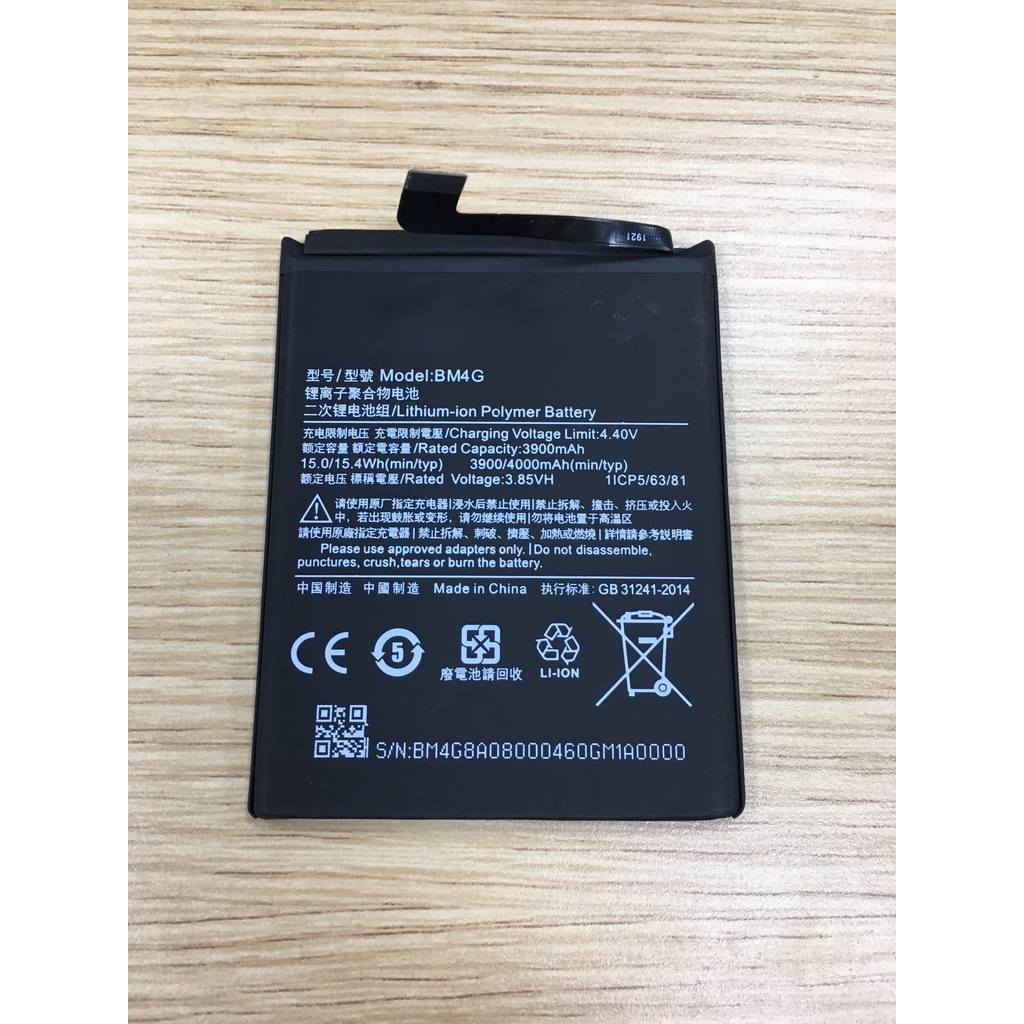 1921
型号/型號 Model:BM4G
锂离子聚合物电池
二次锂电池组/Lithium-ion Polymer Battery
充电限制电压 充電限制電壓/Charging Voltage Limit:4.40V
额定容量 額定電容量/Rated Capacity:3900mAh
15.0/15.4Wh(min/typ) 3900/4000mAh(min/typ)
额定电压 標稱電壓/Rated Voltage:3.85VH 1ICP5/63/81
请使用原厂指定充电器|浸水后禁止使用|禁止拆解、撞击、挤压或投入火
中，若出现鼓胀或变形，请勿继续使用|勿将电池置于高温区
請使用原廠指定充電器|禁止拆解、刺破、擠壓、加熱或燃燒|詳情請參考說明書
Please use approved adapters only. |Do not disassemble,
punctures, crush,tears or burn the battery.
中国制造 中國製造 Made in China 执行标准: GB 31241-2014
CE 5 廢電池請回收 LI-ION
S/N:BM4G8A08000460GM1A0000